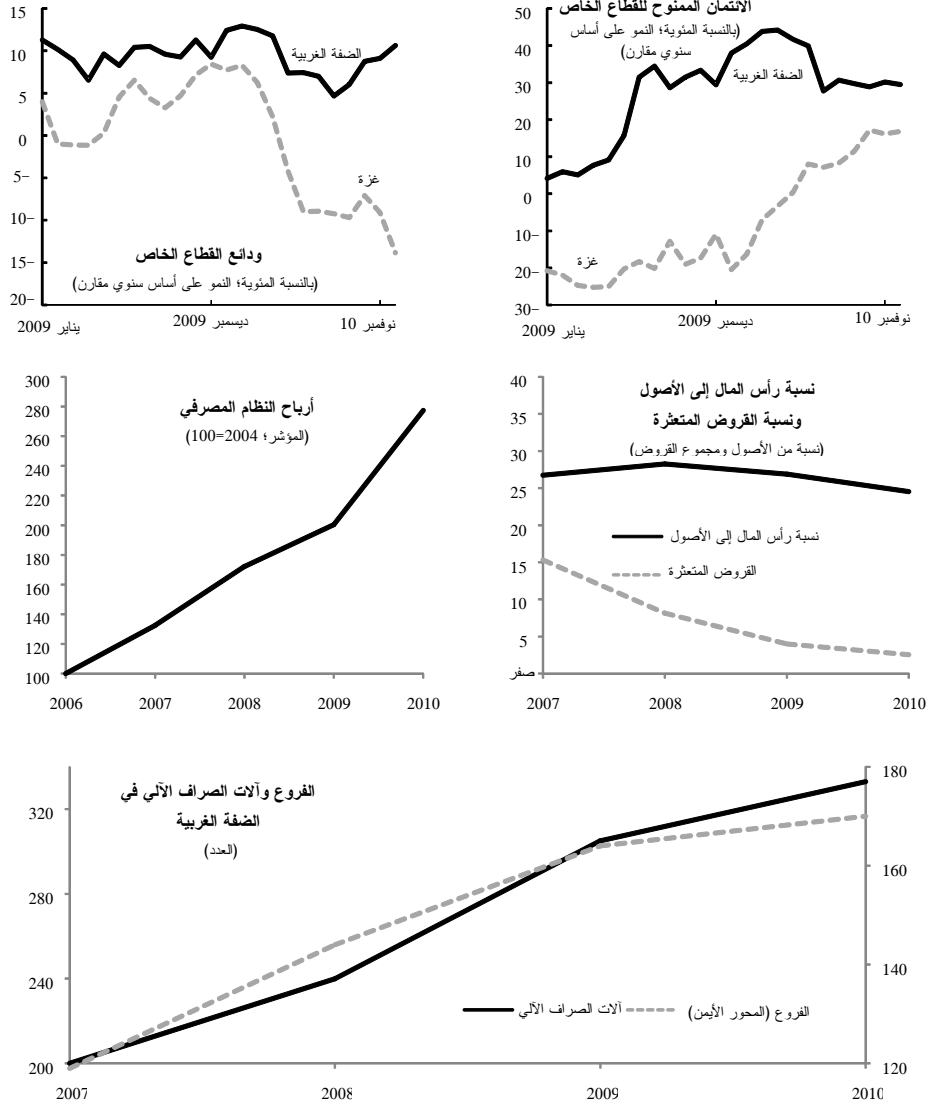 15
10
5
0
5−
10−
15−
20−
الضفة الغربية
غزة
ودائع القطاع الخاص
(بالنسبة المئوية؛ النمو على أساس سنوي مقارن)
يناير 2009
ديسمبر 2009
نوفمبر 10
الائتمان الممنوح للقطاع الخاص
(بالنسبة المئوية؛ النمو على أساس
سنوي مقارن)
50
40
30
20
10
0
10−
20−
30−
الضفة الغربية
غزة
يناير 2009
ديسمبر 2009
نوفمبر 10
أرباح النظام المصرفي
(المؤشر؛ 2004=100)
300
280
260
240
220
200
180
160
140
120
100
2006 2007 2008 2009 2010
نسبة رأس المال إلى الأصول
ونسبة القروض المتعثرة
(نسبة من الأصول ومجموع القروض)
40
35
30
25
20
15
10
5
صفر
نسبة رأس المال إلى الأصول
القروض المتعثرة
2007 2008 2009 2010
الفروع وآلات الصراف الآلي في
الضفة الغربية
(العدد)
320
280
240
200
180
160
140
120
آلات الصراف الآلي
الفروع (المحور الأيمن)
2007 2008 2009 2010